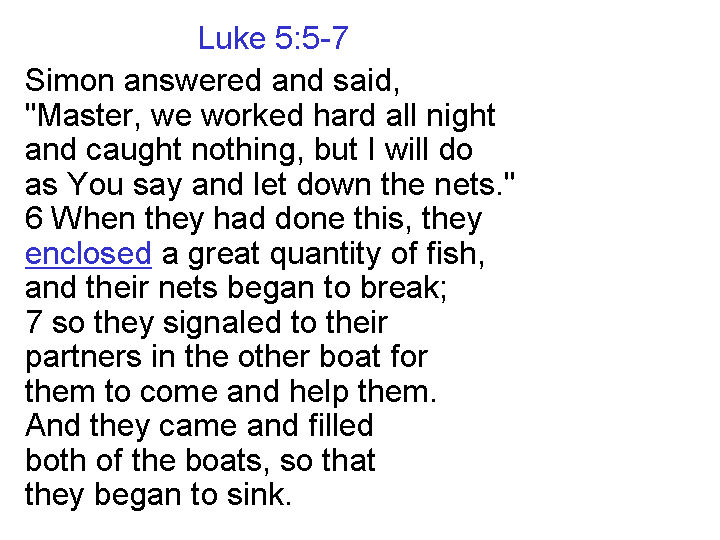 Luke 5:5-7
Simon answered and said,
"Master, we worked hard all night
and caught nothing, but I will do
as You say and let down the nets."
6 When they had done this, they
enclosed a great quantity of fish,
and their nets began to break;
7 so they signaled to their
partners in the other boat for
them to come and help them.
And they came and filled
both of the boats, so that
they began to sink.